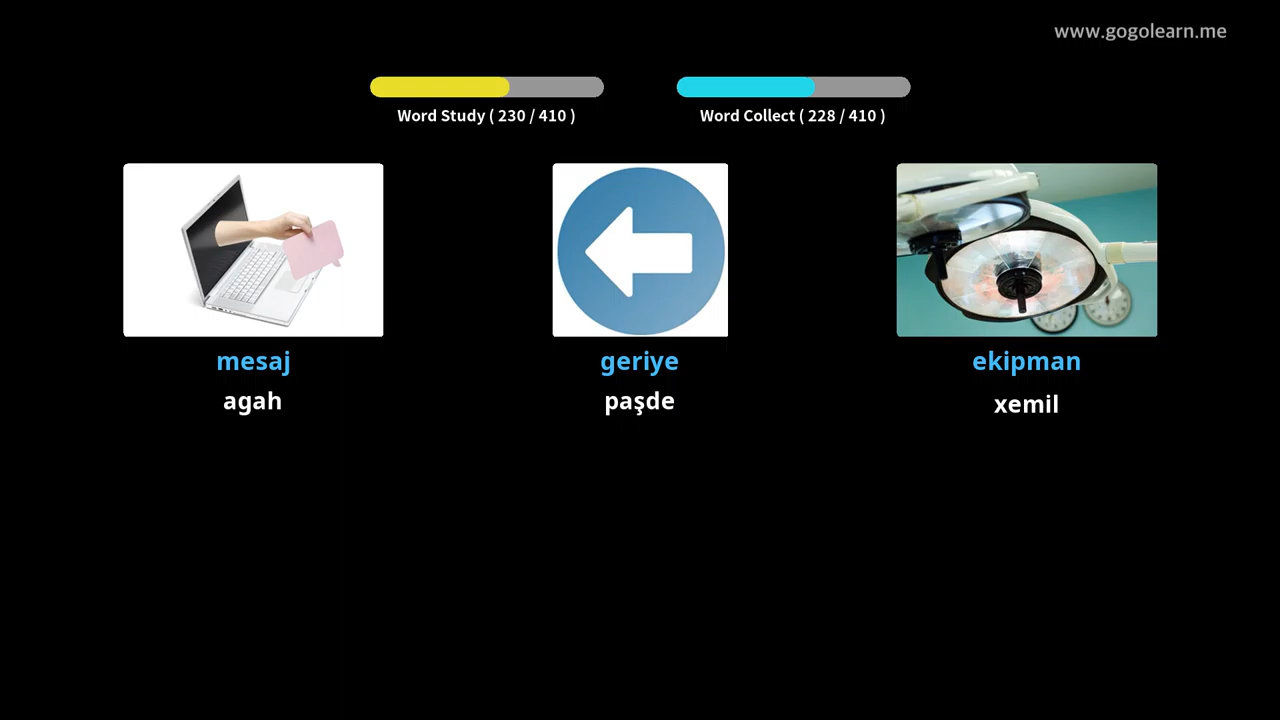 www.gogolearn.me
Word Study ( 230 / 410 )
Word Collect ( 228 / 410 )
mesaj
agah
geriye
paşde
ekipman
xemil